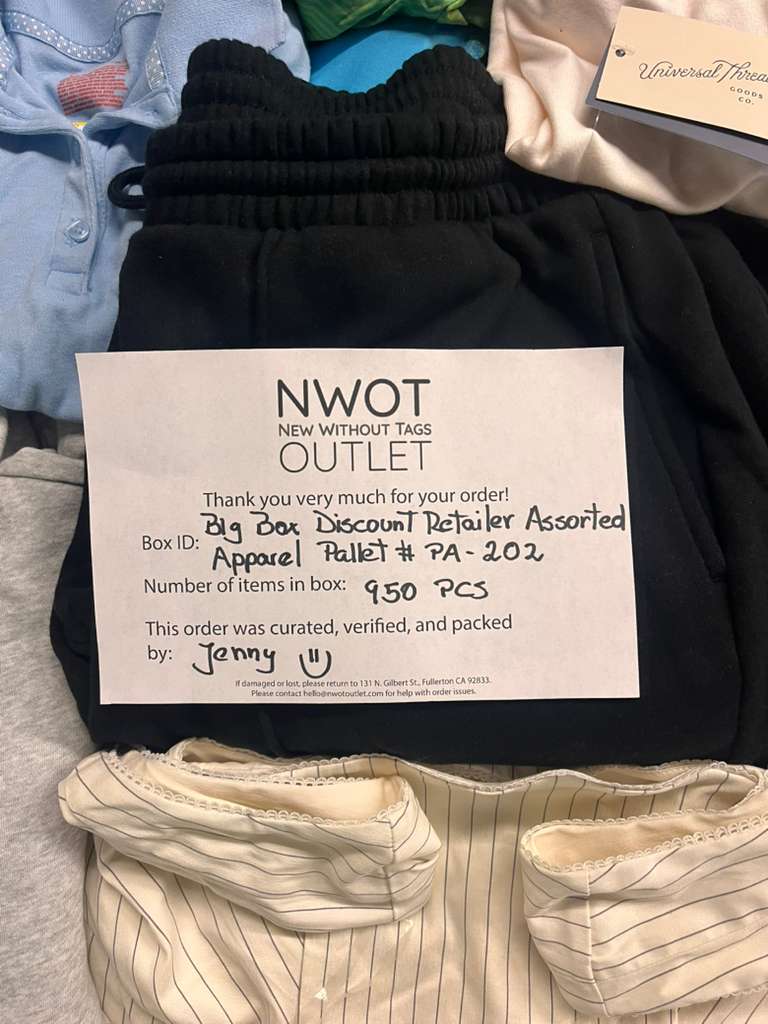 Universal Threa
GOODS
CO.
NWOT
NEW WITHOUT TAGS
OUTLET
Thank you very much for your order!
Box ID: Big Box Discount Retailer Assorted
Apparel Pallet # PA-202
Number of items in box: 950 PCS
This order was curated, verified, and packed
by: Jenny
If damaged or lost, please return to 131 N. Gilbert St., Fullerton CA 92833.
Please contact hello@nwotoutlet.com for help with order issues.